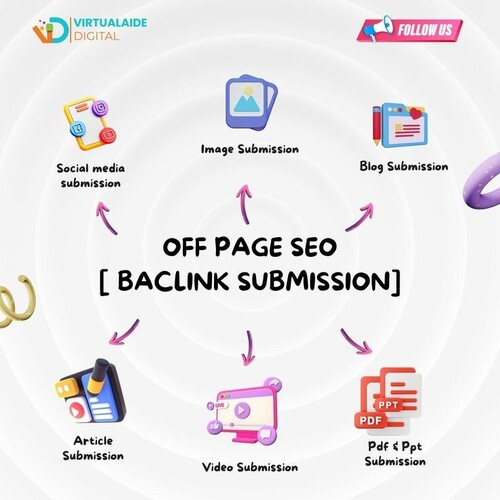 VIRTUALAIDE
DIGITAL
FOLLOW US
Social media
submission
Image Submission
Blog Submission
OFF PAGE SEO
[ BACLINK SUBMISSION]
Article
Submission
LIVE
Video Submission
PPT
PDF
Pdf & Ppt
Submission